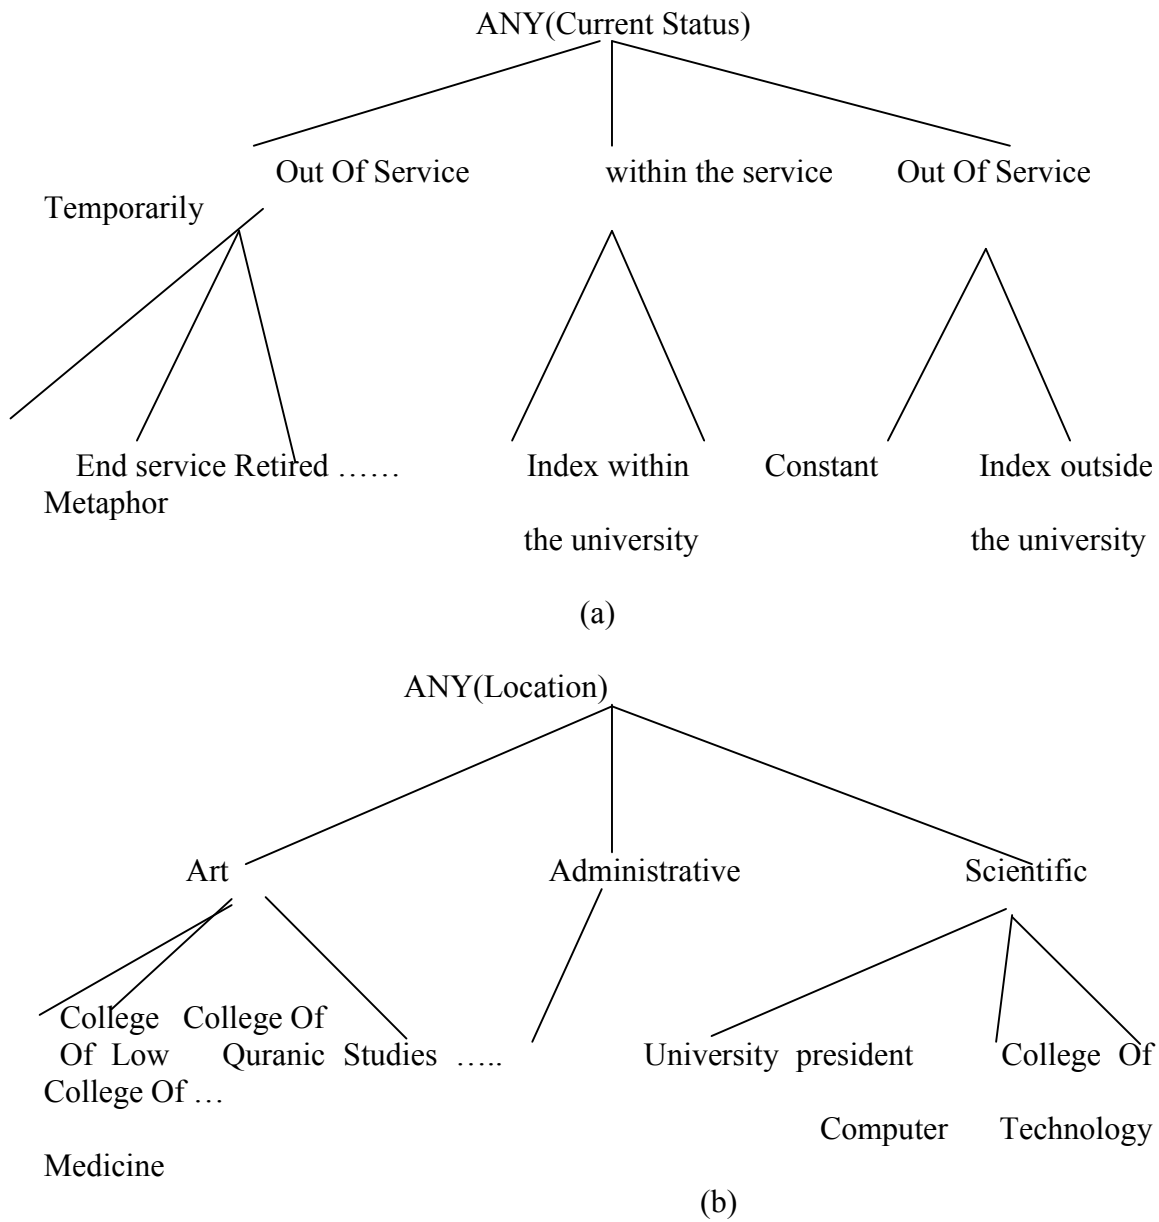 ANY(Current Status)
Out Of Service within the service Out Of Service
Temporarily
End service Retired …… Index within Constant Index outside
Metaphor
the university the university
(a)
ANY(Location)
Art Administrative Scientific
College College Of
Of Low Quranic Studies ….. University president College Of
College Of …
Computer Technology
Medicine
(b)